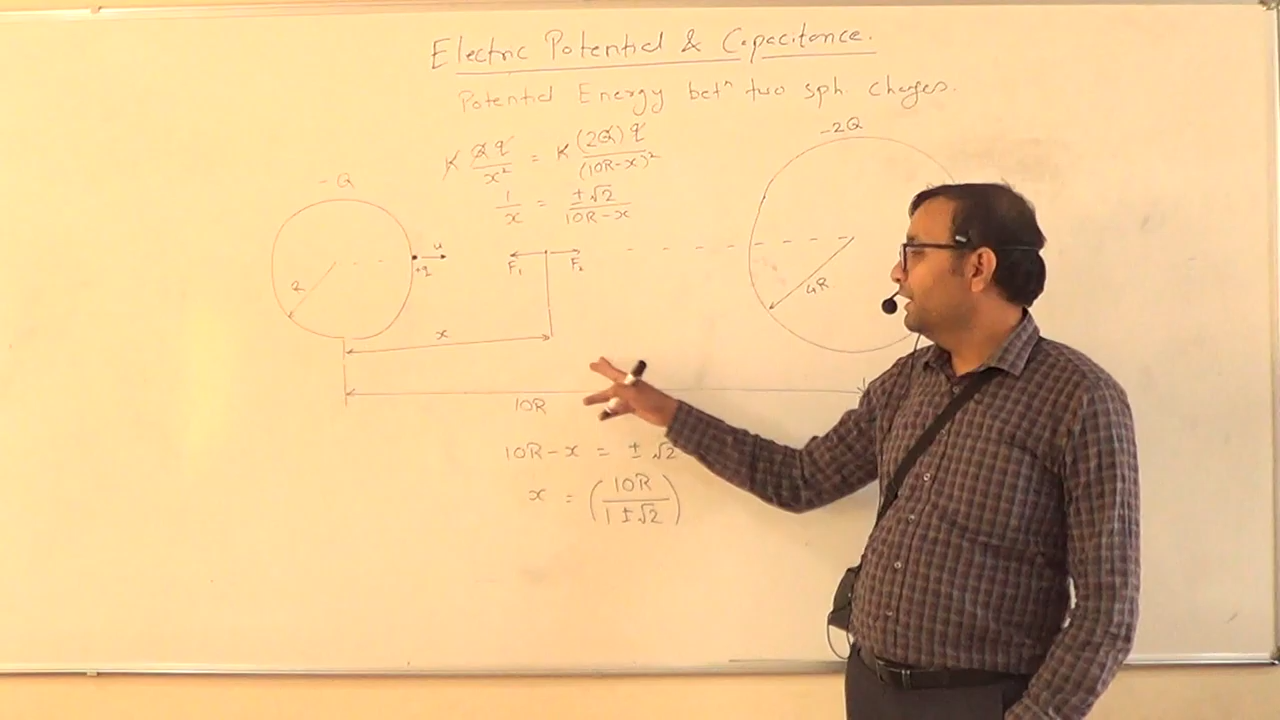 Electric Potential & Capacitance.
Potential Energy betⁿ two sph. charges.
-2Q
K Qq/x² = K (2Q)q/(10R-x)²
-Q
1/x = ±√2/(10R-x)
u
+q
F₁ F₂
R
4R
x
10R
10R-x = ±√2
x = (10R/(1±√2))